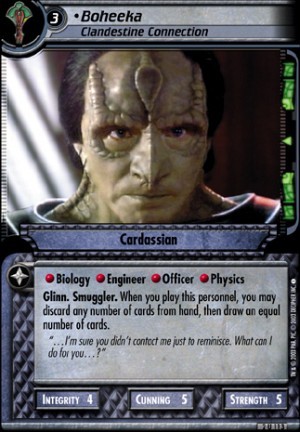 3
•Boheeka
Clandestine Connection
Cardassian
Biology Engineer Officer Physics
Glinn. Smuggler. When you play this personnel, you may
discard any number of cards from hand, then draw an equal
number of cards.
"...I'm sure you didn't contact me just to reminisce. What can I
do for you...?"
Integrity 4 Cunning 5 Strength 5